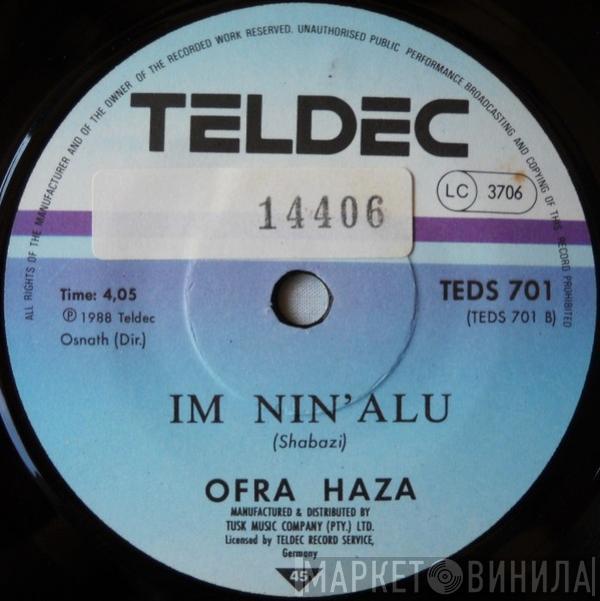 ALL RIGHTS OF THE MANUFACTURER AND OF THE OWNER OF THE RECORDED WORK RESERVED. UNAUTHORISED PUBLIC PERFORMANCE BROADCASTING AND COPYING OF THIS RECORD PROHIBITED
TELDEC
LC 3706
14406
Time: 4,05
℗ 1988 Teldec
Osnath (Dir.)
TEDS 701
(TEDS 701 B)
IM NIN'ALU
(Shabazi)
OFRA HAZA
MANUFACTURED & DISTRIBUTED BY
TUSK MUSIC COMPANY (PTY.) LTD.
Licensed by TELDEC RECORD SERVICE,
Germany
45
МАРКЕТ ВИНИЛА